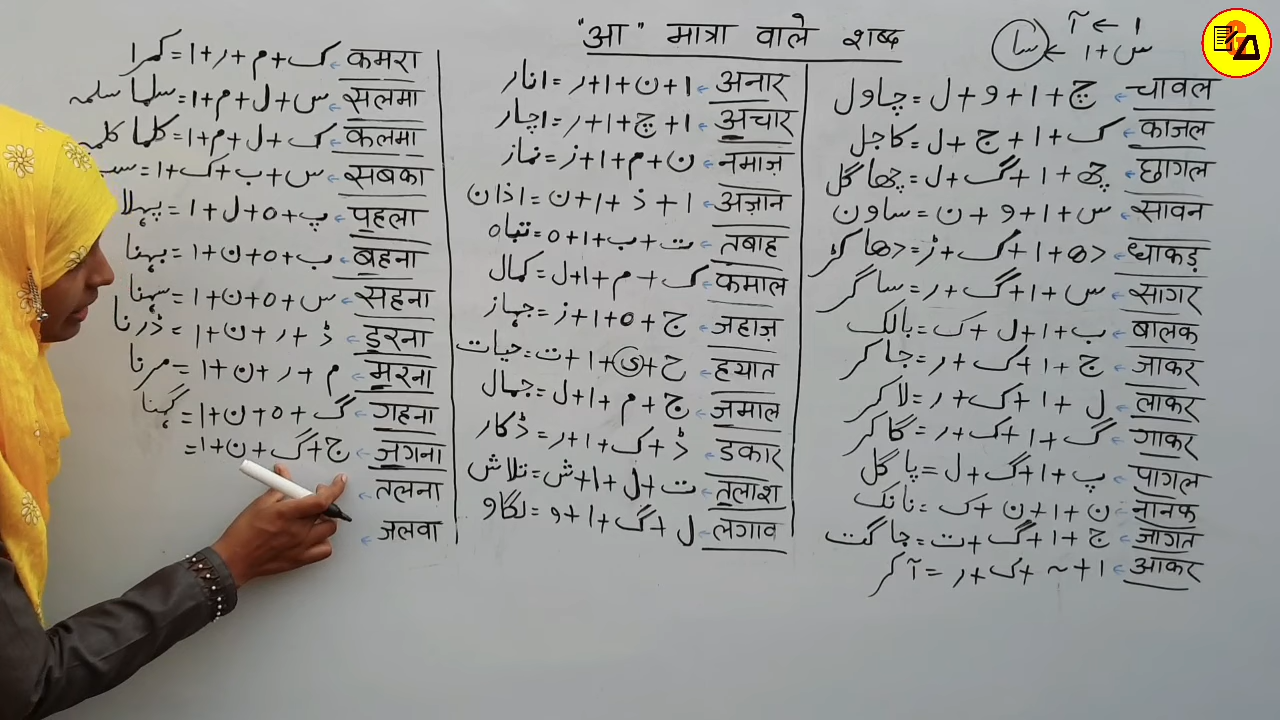 "आ" मात्रा वाले शब्द
ا ← آ
س + ا ← سا
चावल ← چ + ا + و + ل = چاول
काजल ← ک + ا + ج + ل = کاجل
छागल ← چھ + ا + گ + ل = چھاگل
सावन ← س + ا + و + ن = ساون
धाकड़ ← دھ + ا + ک + ڑ = دھاکڑ
सागर ← س + ا + گ + ر = ساگر
बालक ← ب + ا + ل + ک = بالک
जाकर ← ج + ا + ک + ر = جاکر
लाकर ← ل + ا + ک + ر = لاکر
गाकर ← گ + ا + ک + ر = گاکر
पागल ← پ + ا + گ + ل = پاگل
नानक ← ن + ا + ن + ک = نانک
जागत ← ج + ا + گ + ت = جاگت
आकर ← ا + ~ + ک + ر = آکر
अनार ← ا + ن + ا + ر = انار
अचार ← ا + چ + ا + ر = اچار
नमाज़ ← ن + م + ا + ز = نماز
अज़ान ← ا + ذ + ا + ن = اذان
तबाह ← ت + ب + ا + ه = تباہ
कमाल ← ک + م + ا + ل = کمال
जहाज़ ← ج + ه + ا + ز = جہاز
हयात ← ح + ی + ا + ت = حیات
जमाल ← ج + م + ا + ل = جمال
डकार ← ڈ + ک + ا + ر = ڈکار
तलाश ← ت + ل + ا + ش = تلاش
लगाव ← ل + گ + ا + و = لگاو
कमरा ← ک + م + ر + ا = کمرا
सलमा ← س + ل + م + ا = سلما سلمہ
कलमा ← ک + ل + م + ا = کلما کلمہ
सबका ← س + ب + ک + ا =
पहला ← پ + ه + ل + ا = پہلا
बहना ← ب + ه + ن + ا = بہنا
सहना ← س + ه + ن + ا = سہنا
डरना ← ڈ + ر + ن + ا = ڈرنا
मरना ← م + ر + ن + ا = مرنا
गहना ← گ + ه + ن + ا = گہنا
जगना ← ج + گ + ن + ا =
तलना ←
जलवा ←